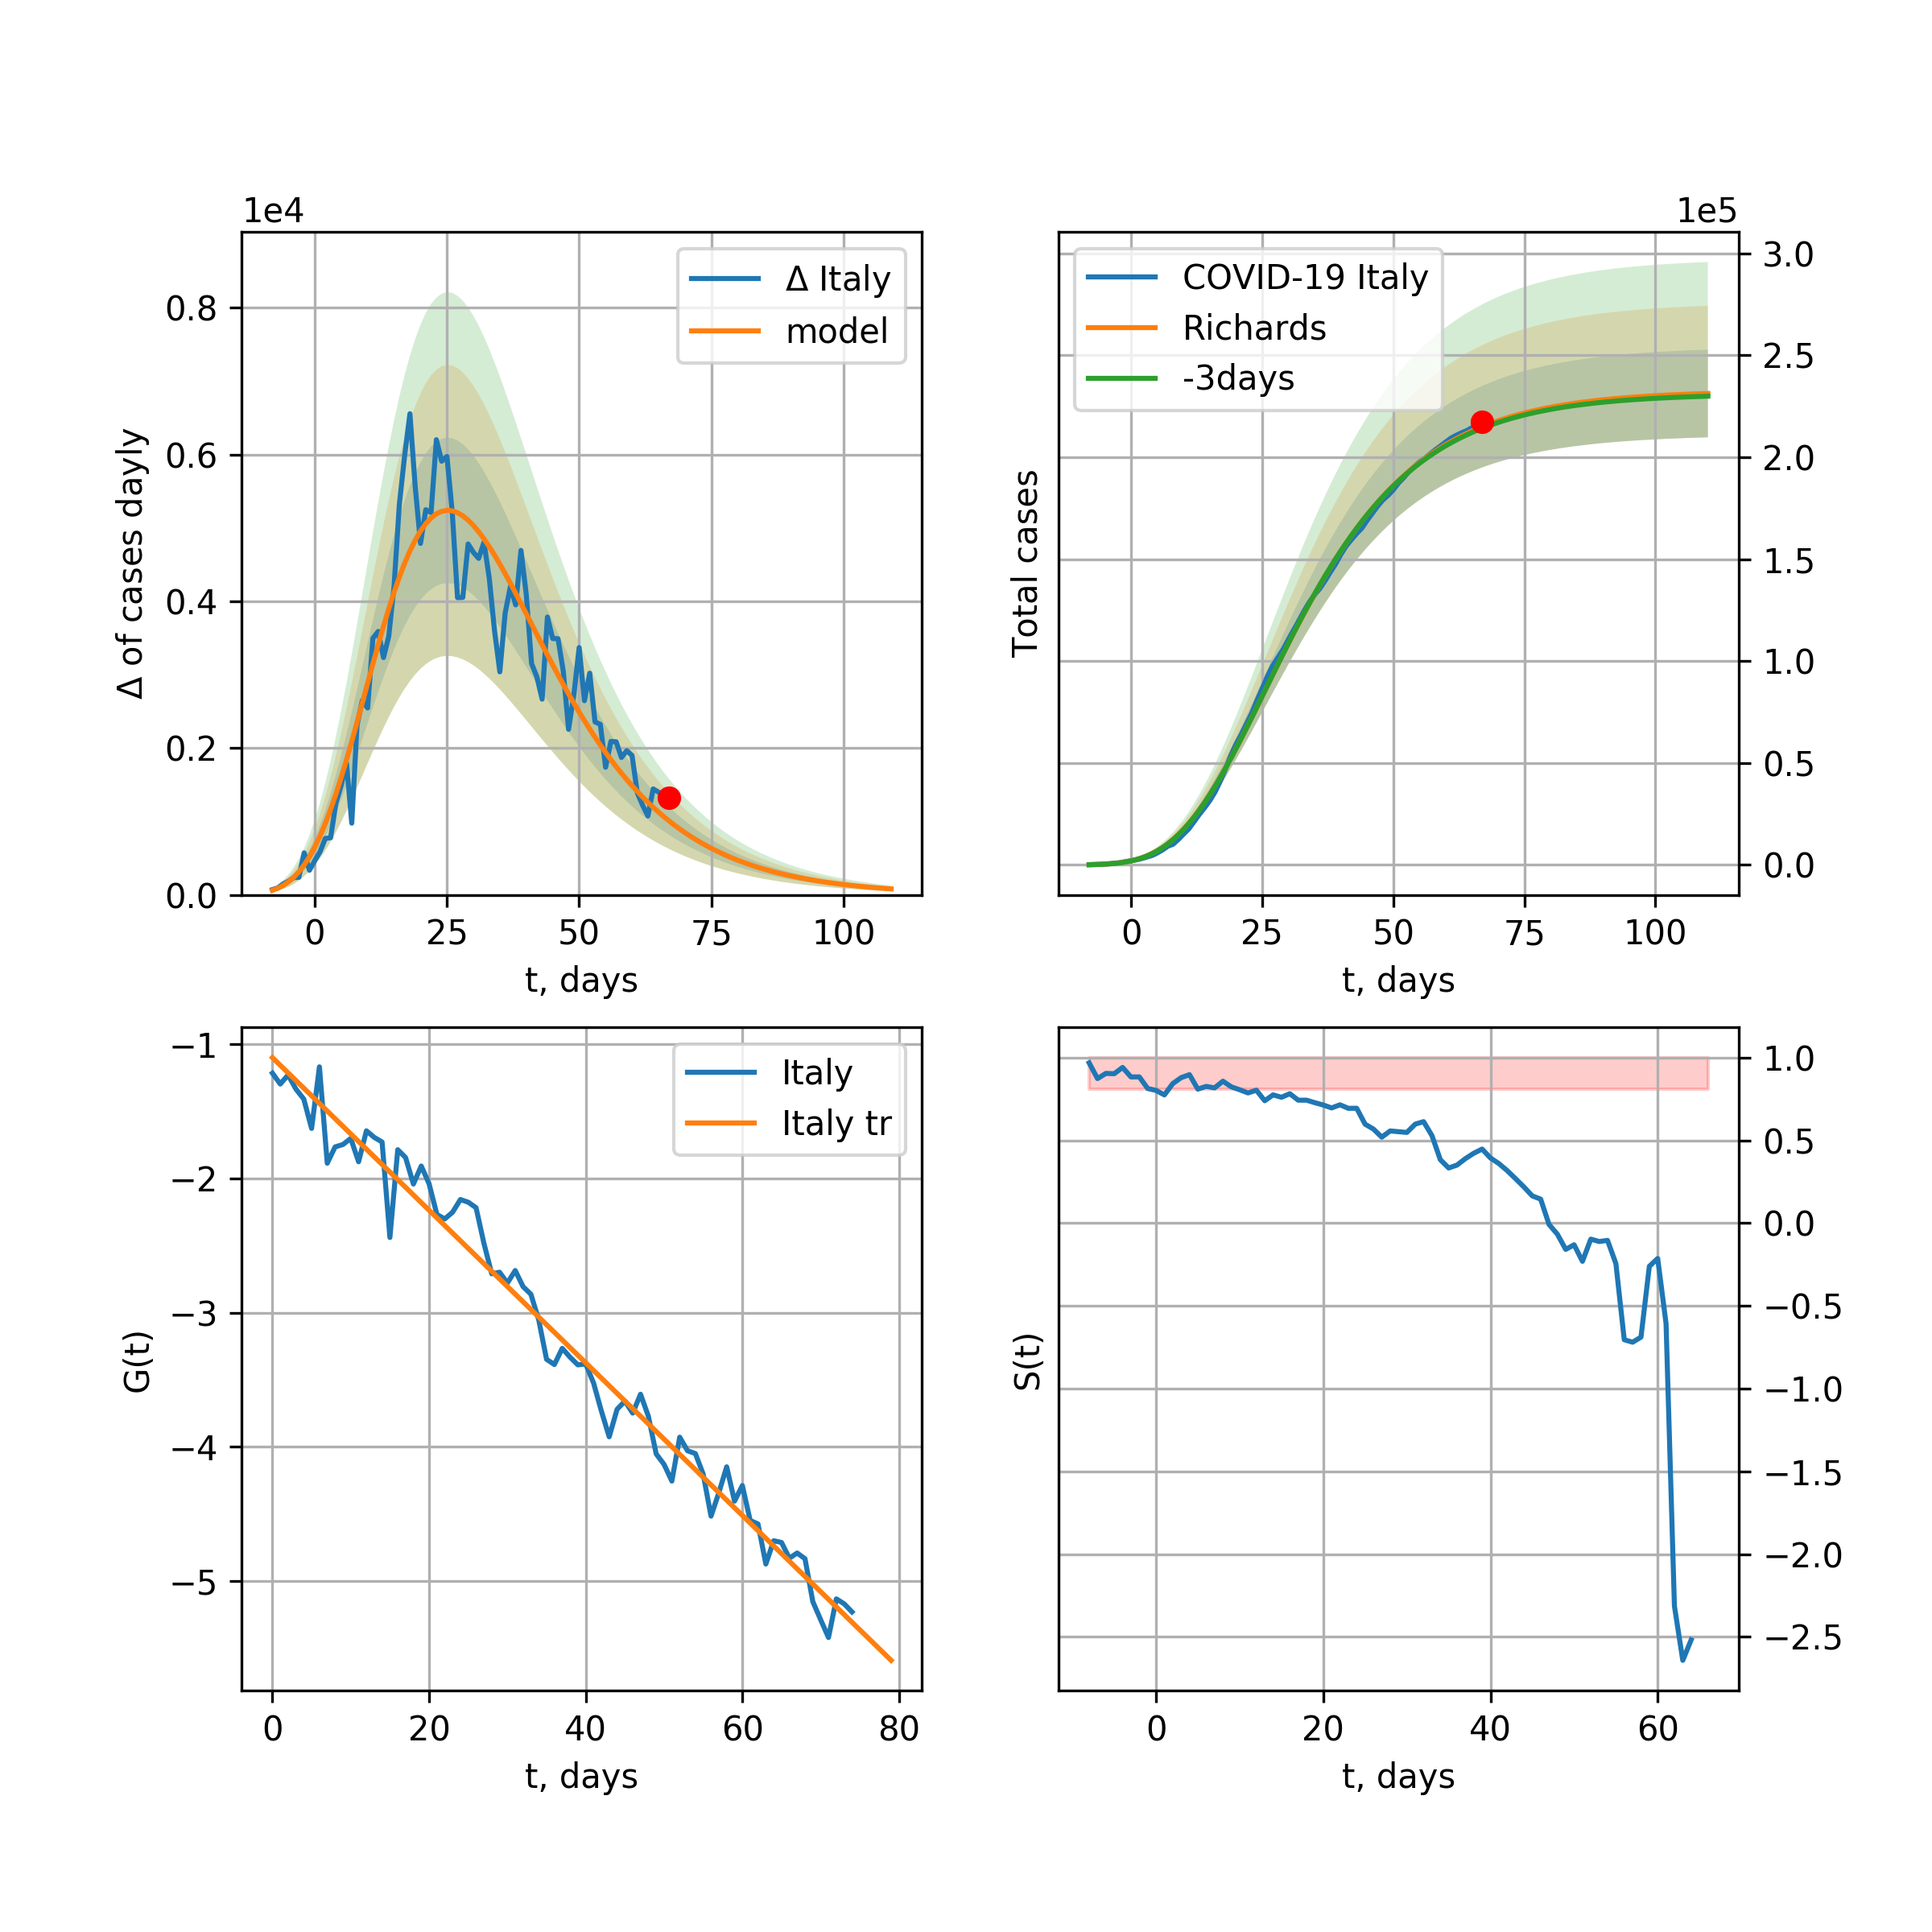 1e4
Δ of cases dayly
0.8
0.6
0.4
0.2
0.0
Δ Italy
model
0 25 50 75 100
t, days
1e5
Total cases
COVID-19 Italy
Richards
-3days
3.0
2.5
2.0
1.5
1.0
0.5
0.0
0 25 50 75 100
t, days
G(t)
−1
−2
−3
−4
−5
Italy
Italy tr
0 20 40 60 80
t, days
S(t)
1.0
0.5
0.0
−0.5
−1.0
−1.5
−2.0
−2.5
0 20 40 60
t, days